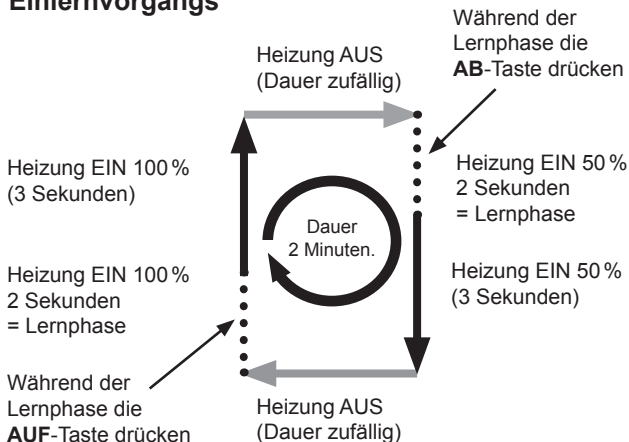 Einlernvorgangs
Während der
Lernphase die
AB-Taste drücken
Heizung AUS
(Dauer zufällig)
Heizung EIN 100 %
(3 Sekunden)
Heizung EIN 50 %
2 Sekunden
= Lernphase
Dauer
2 Minuten.
Heizung EIN 100 %
2 Sekunden
= Lernphase
Heizung EIN 50 %
(3 Sekunden)
Während der
Lernphase die
AUF-Taste drücken
Heizung AUS
(Dauer zufällig)